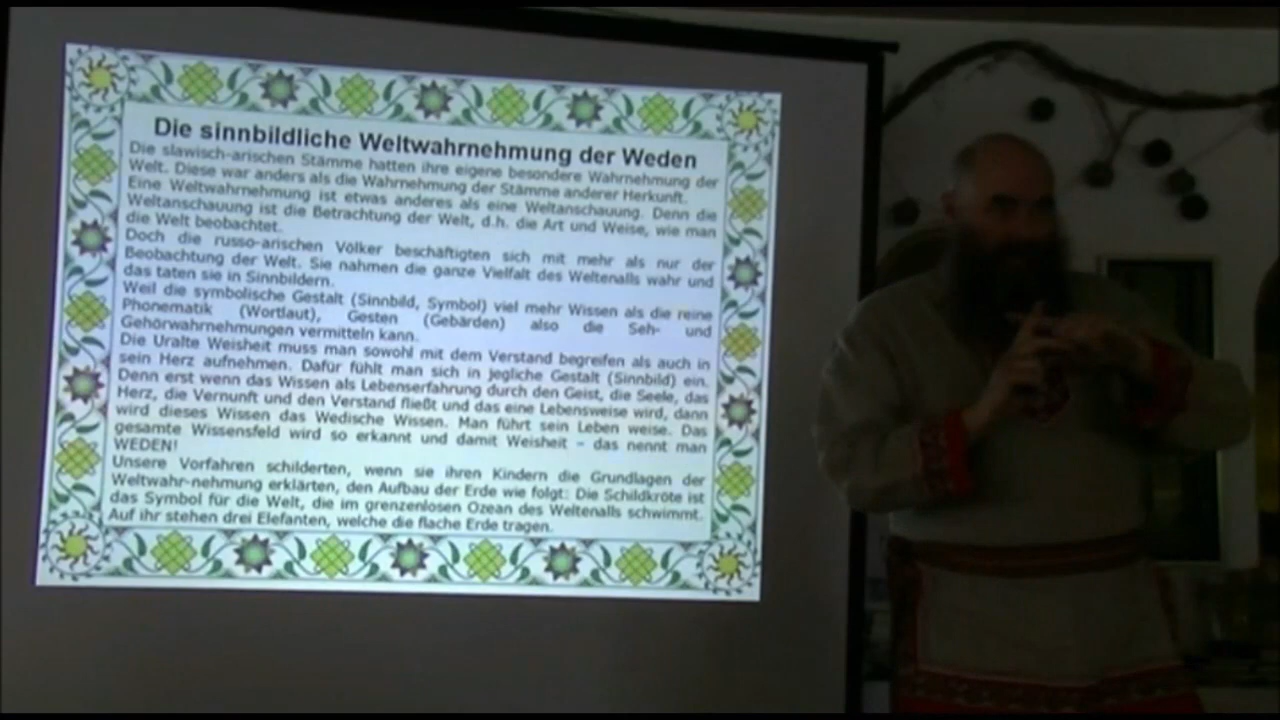 Die sinnbildliche Weltwahrnehmung der Weden
Die slawisch-arischen Stämme hatten ihre eigene besondere Wahrnehmung der
Welt. Diese war anders als die Wahrnehmung der Stämme anderer Herkunft.
Eine Weltwahrnehmung ist etwas anderes als eine Weltanschauung. Denn die
Weltanschauung ist die Betrachtung der Welt, d.h. die Art und Weise, wie man
die Welt beobachtet.
Doch die russo-arischen Völker beschäftigten sich mit mehr als nur der
Beobachtung der Welt. Sie nahmen die ganze Vielfalt des Weltenalls wahr und
das taten sie in Sinnbildern.
Weil die symbolische Gestalt (Sinnbild, Symbol) viel mehr Wissen als die reine
Phonematik (Wortlaut), Gesten (Gebärden) also die Seh- und
Gehörwahrnehmungen vermitteln kann.
Die Uralte Weisheit muss man sowohl mit dem Verstand begreifen als auch in
sein Herz aufnehmen. Dafür fühlt man sich in jegliche Gestalt (Sinnbild) ein.
Denn erst wenn das Wissen als Lebenserfahrung durch den Geist, die Seele, das
Herz, die Vernunft und den Verstand fließt und das eine Lebensweise wird, dann
wird dieses Wissen das Wedische Wissen. Man führt sein Leben weise. Das
gesamte Wissensfeld wird so erkannt und damit Weisheit – das nennt man
WEDEN!
Unsere Vorfahren schilderten, wenn sie ihren Kindern die Grundlagen der
Weltwahr-nehmung erklärten, den Aufbau der Erde wie folgt: Die Schildkröte ist
das Symbol für die Welt, die im grenzenlosen Ozean des Weltenalls schwimmt.
Auf ihr stehen drei Elefanten, welche die flache Erde tragen.